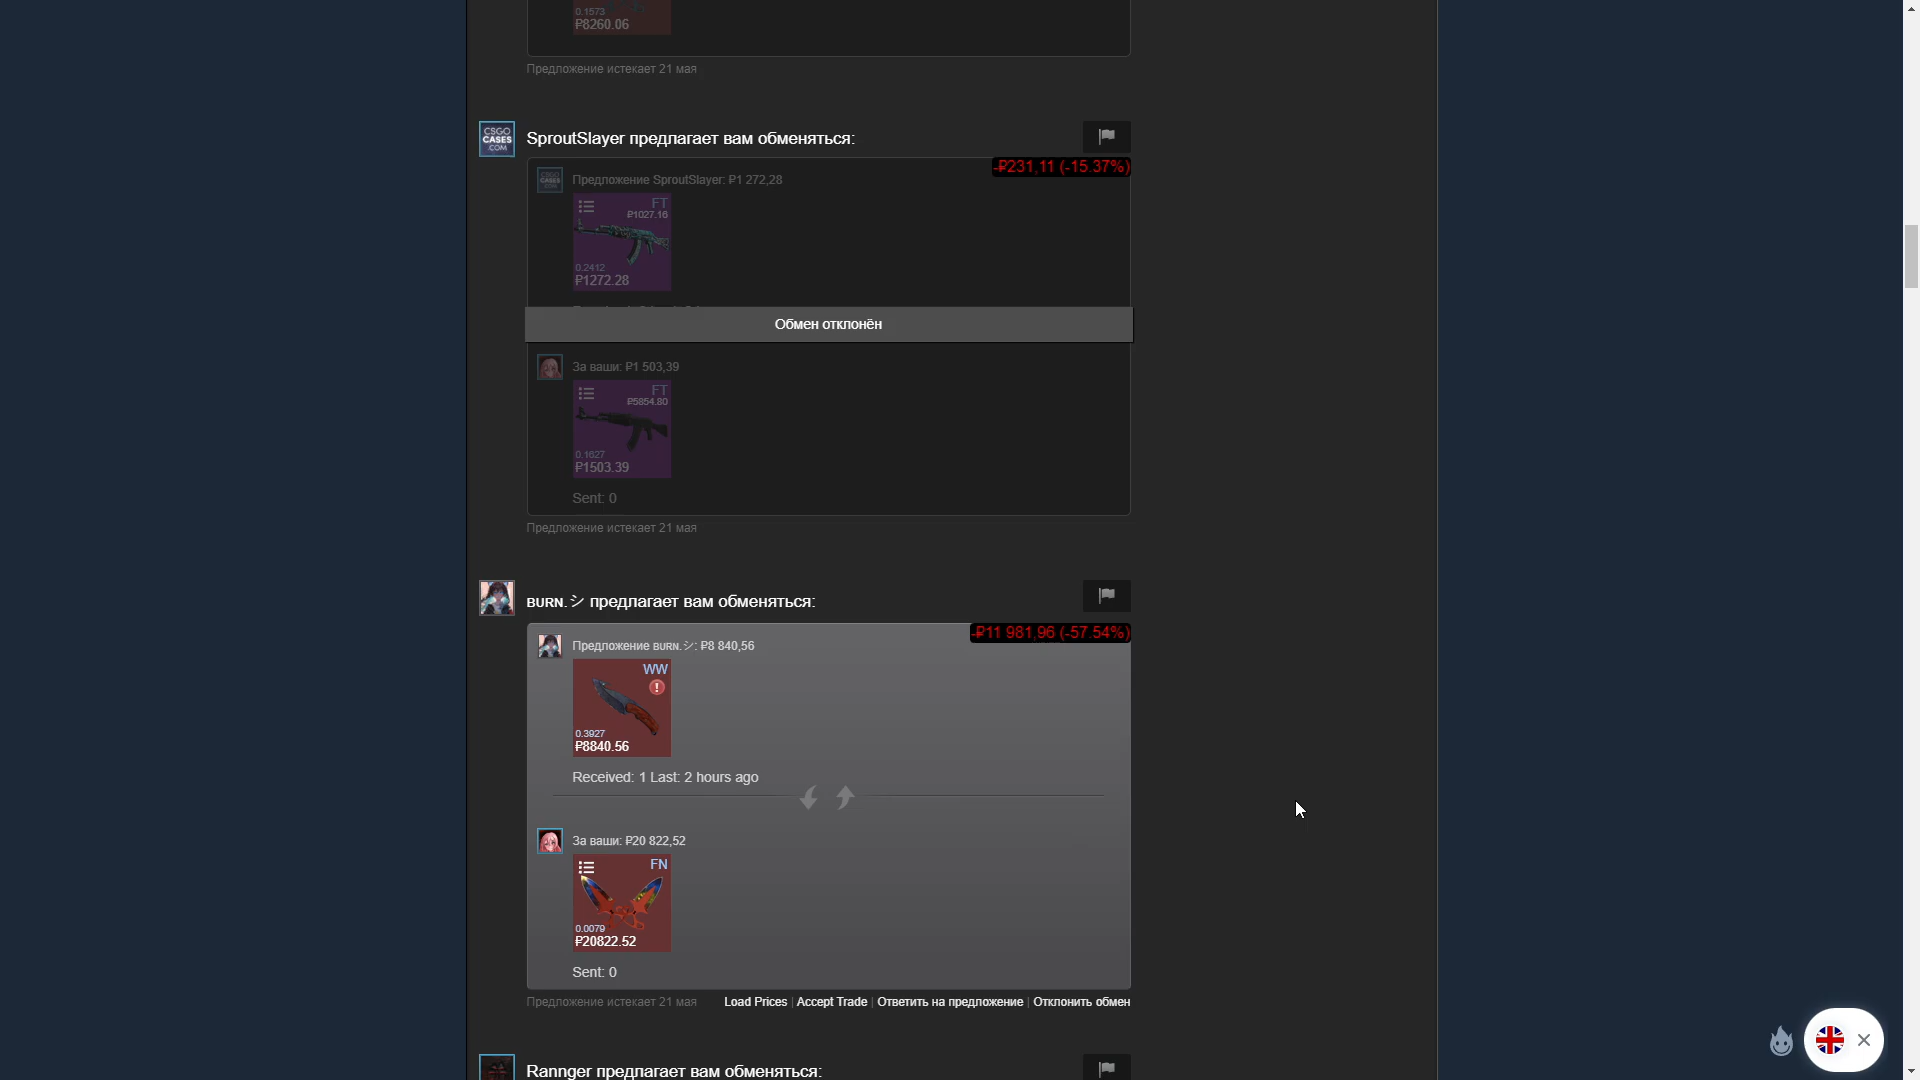 0.1573
₽8260.06
Предложение истекает 21 мая
CSGO
CASES
.COM
SproutSlayer предлагает вам обменяться:
-₽231,11 (-15.37%)
Предложение SproutSlayer: ₽1 272,28
FT
₽1027.16
0.2412
₽1272.28
Обмен отклонён
За ваши: ₽1 503,39
FT
₽5854.80
0.1627
₽1503.39
Sent: 0
Предложение истекает 21 мая
ʙᴜʀɴ.シ предлагает вам обменяться:
-₽11 981,96 (-57.54%)
Предложение ʙᴜʀɴ.シ: ₽8 840,56
WW
0.3927
₽8840.56
Received: 1 Last: 2 hours ago
За ваши: ₽20 822,52
FN
0.0079
₽20822.52
Sent: 0
Предложение истекает 21 мая Load Prices | Accept Trade | Ответить на предложение | Отклонить обмен
Rannger предлагает вам обменяться: